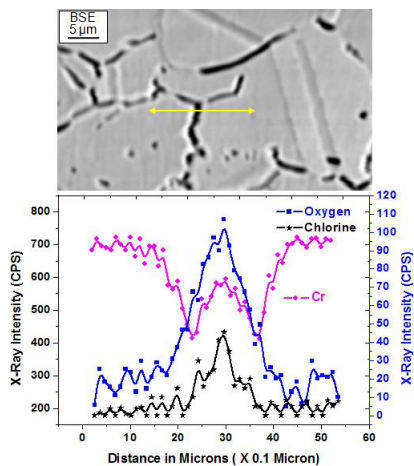 BSE
5 µm
800
700
600
500
400
300
200
X-Ray Intensity (CPS)
Oxygen
Chlorine
Cr
120
110
100
90
80
70
60
50
40
30
20
10
0
X-Ray Intensity (CPS)
0 10 20 30 40 50 60
Distance in Microns ( X 0.1 Micron)